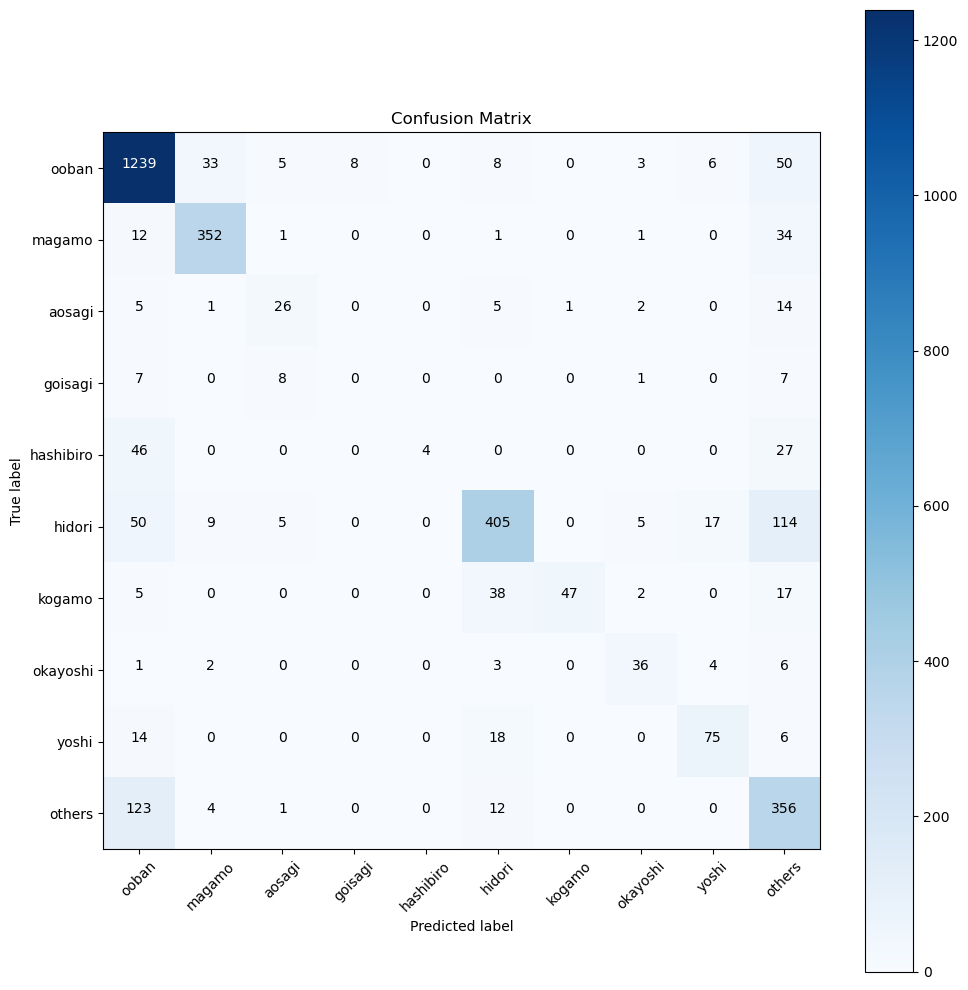 Confusion Matrix
ooban 1239 33 5 8 0 8 0 3 6 50
magamo 12 352 1 0 0 1 0 1 0 34
aosagi 5 1 26 0 0 5 1 2 0 14
goisagi 7 0 8 0 0 0 0 1 0 7
hashibiro 46 0 0 0 4 0 0 0 0 27
hidori 50 9 5 0 0 405 0 5 17 114
kogamo 5 0 0 0 0 38 47 2 0 17
okayoshi 1 2 0 0 0 3 0 36 4 6
yoshi 14 0 0 0 0 18 0 0 75 6
others 123 4 1 0 0 12 0 0 0 356
True label
ooban magamo aosagi goisagi hashibiro hidori kogamo okayoshi yoshi others
Predicted label
1200
1000
800
600
400
200
0